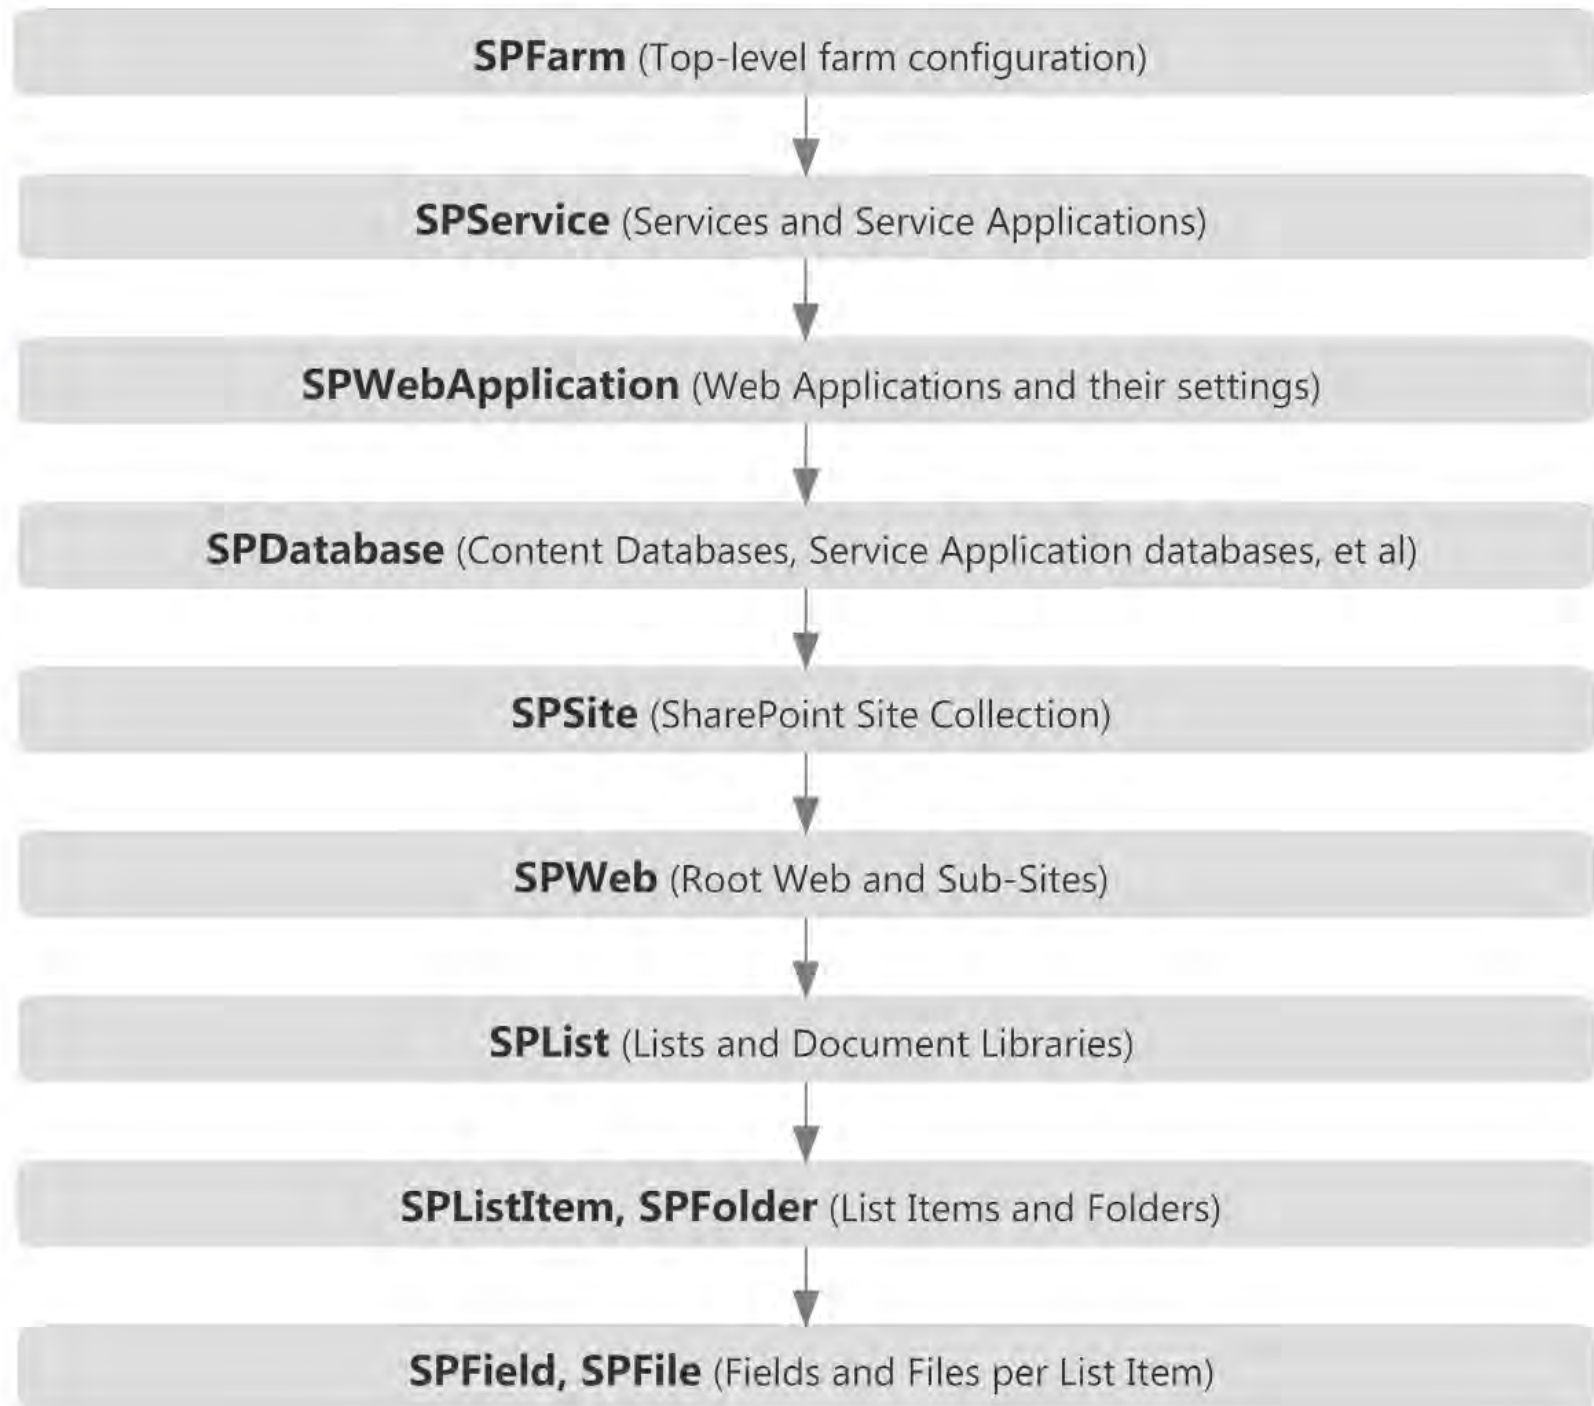 SPFarm (Top-level farm configuration)
SPService (Services and Service Applications)
SPWebApplication (Web Applications and their settings)
SPDatabase (Content Databases, Service Application databases, et al)
SPSite (SharePoint Site Collection)
SPWeb (Root Web and Sub-Sites)
SPList (Lists and Document Libraries)
SPListItem, SPFolder (List Items and Folders)
SPField, SPFile (Fields and Files per List Item)